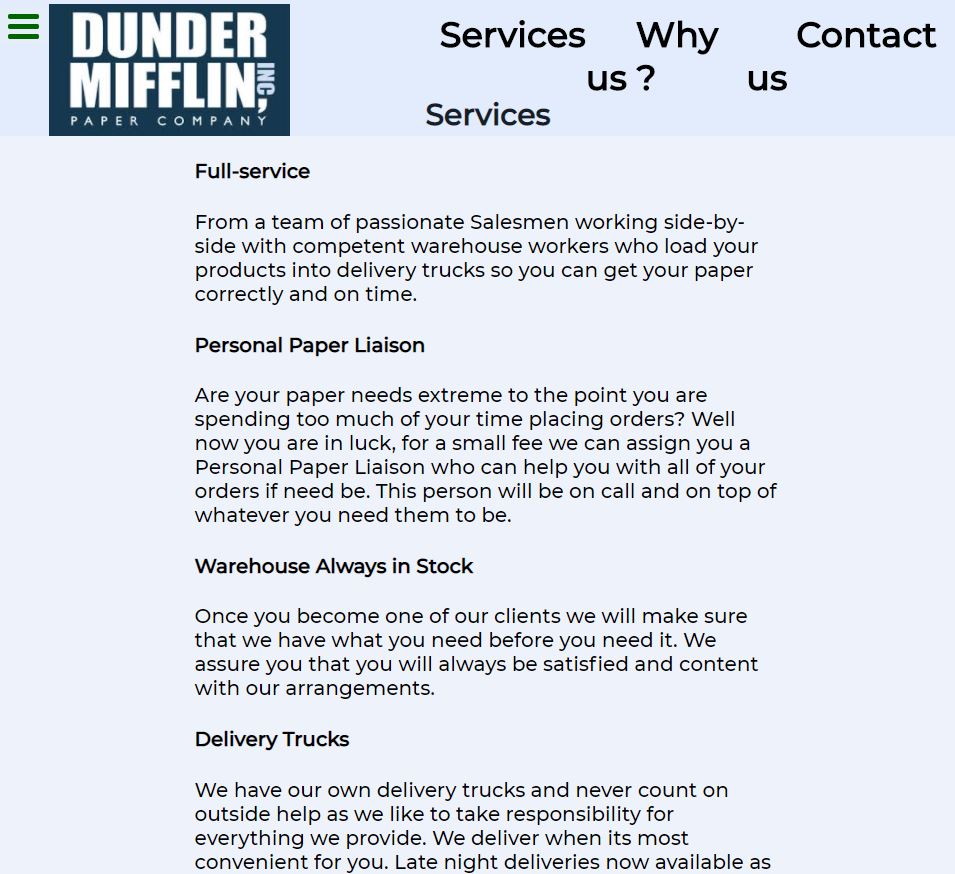 DUNDER
MIFFLIN, INC
PAPER COMPANY
Services Why Contact
us ? us
Services
Full-service
From a team of passionate Salesmen working side-by-
side with competent warehouse workers who load your
products into delivery trucks so you can get your paper
correctly and on time.
Personal Paper Liaison
Are your paper needs extreme to the point you are
spending too much of your time placing orders? Well
now you are in luck, for a small fee we can assign you a
Personal Paper Liaison who can help you with all of your
orders if need be. This person will be on call and on top of
whatever you need them to be.
Warehouse Always in Stock
Once you become one of our clients we will make sure
that we have what you need before you need it. We
assure you that you will always be satisfied and content
with our arrangements.
Delivery Trucks
We have our own delivery trucks and never count on
outside help as we like to take responsibility for
everything we provide. We deliver when its most
convenient for you. Late night deliveries now available as